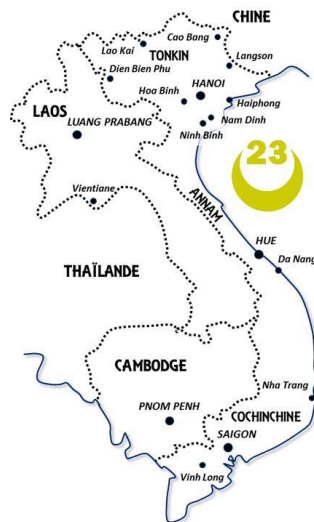 CHINE
Cao Bang
Lao Kai
TONKIN
Langson
Dien Bien Phu
Hoa Binh
HANOI
Haiphong
LAOS
Nam Dinh
LUANG PRABANG
Ninh Binh
23
Vientiane
ANNAM
HUE
Da Nang
THAÏLANDE
CAMBODGE
Nha Trang
PNOM PENH
COCHINCHINE
SAIGON
Vinh Long